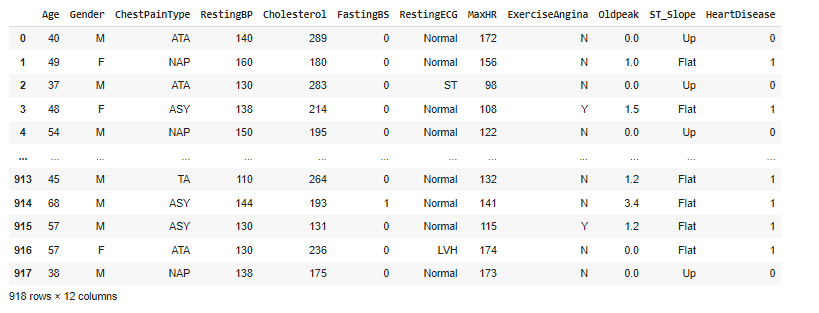 Age Gender ChestPainType RestingBP Cholesterol FastingBS RestingECG MaxHR ExerciseAngina Oldpeak ST_Slope HeartDisease
0 40 M ATA 140 289 0 Normal 172 N 0.0 Up 0
1 49 F NAP 160 180 0 Normal 156 N 1.0 Flat 1
2 37 M ATA 130 283 0 ST 98 N 0.0 Up 0
3 48 F ASY 138 214 0 Normal 108 Y 1.5 Flat 1
4 54 M NAP 150 195 0 Normal 122 N 0.0 Up 0
... ... ... ... ... ... ... ... ... ... ... ... ...
913 45 M TA 110 264 0 Normal 132 N 1.2 Flat 1
914 68 M ASY 144 193 1 Normal 141 N 3.4 Flat 1
915 57 M ASY 130 131 0 Normal 115 Y 1.2 Flat 1
916 57 F ATA 130 236 0 LVH 174 N 0.0 Flat 1
917 38 M NAP 138 175 0 Normal 173 N 0.0 Up 0
918 rows × 12 columns